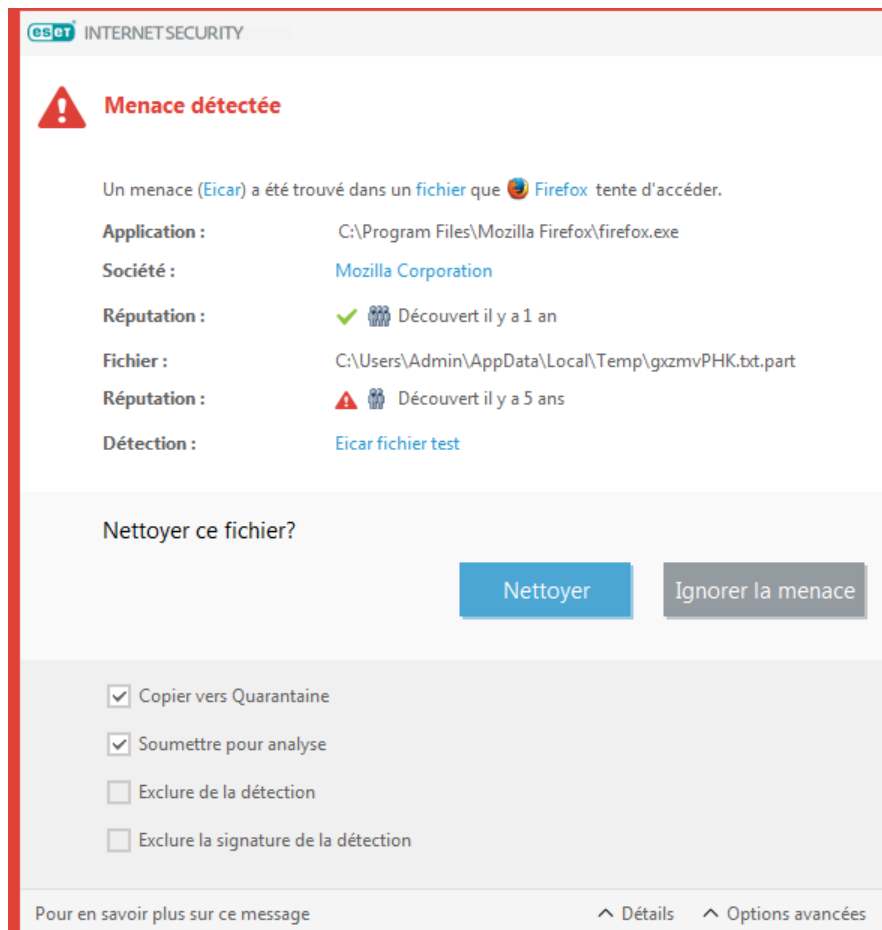 eset INTERNET SECURITY
Menace détectée
Un menace (Eicar) a été trouvé dans un fichier que Firefox tente d'accéder.
Application : C:\Program Files\Mozilla Firefox\firefox.exe
Société : Mozilla Corporation
Réputation : Découvert il y a 1 an
Fichier : C:\Users\Admin\AppData\Local\Temp\gxzmvPHK.txt.part
Réputation : Découvert il y a 5 ans
Détection : Eicar fichier test
Nettoyer ce fichier?
Nettoyer Ignorer la menace
Copier vers Quarantaine
Soumettre pour analyse
Exclure de la détection
Exclure la signature de la détection
Pour en savoir plus sur ce message Détails Options avancées